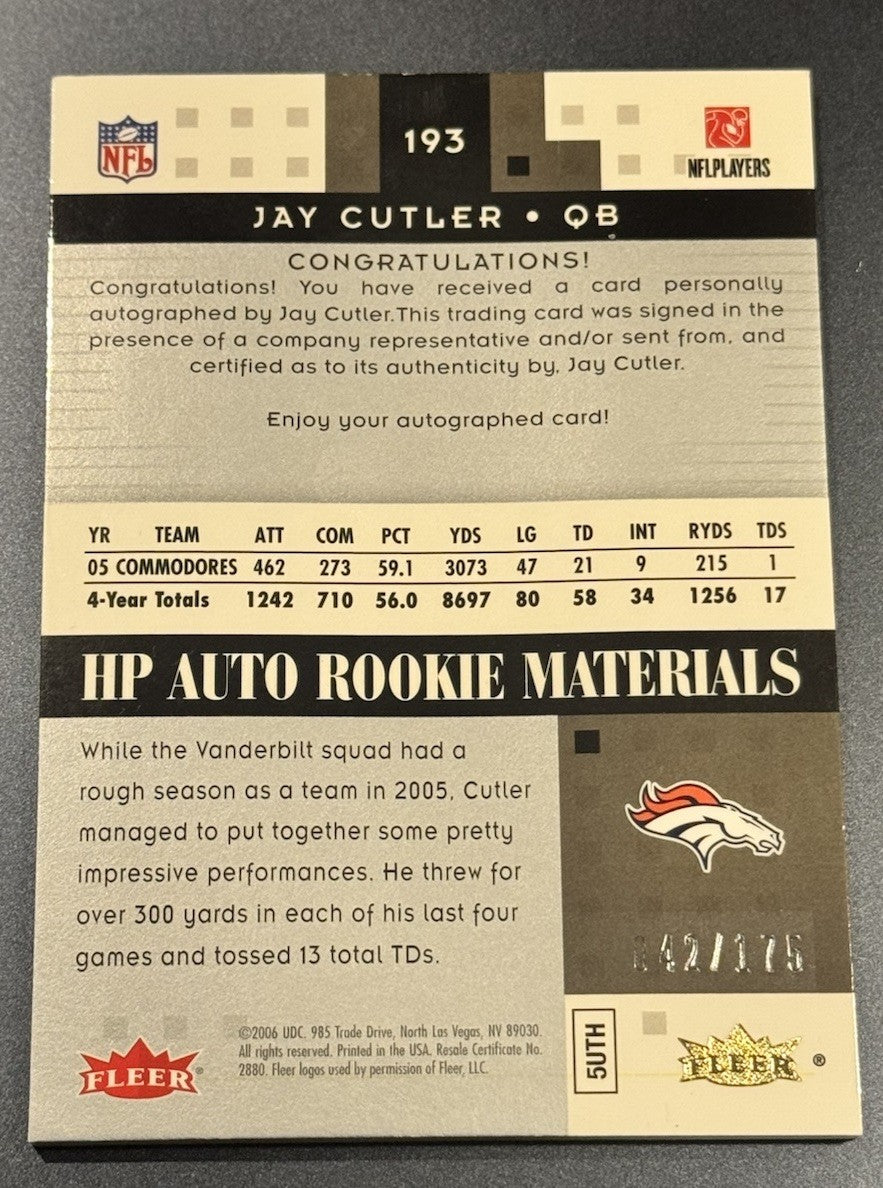 NFL
193
NFLPLAYERS
JAY CUTLER • QB
CONGRATULATIONS!
Congratulations! You have received a card personally
autographed by Jay Cutler.This trading card was signed in the
presence of a company representative and/or sent from, and
certified as to its authenticity by, Jay Cutler.
Enjoy your autographed card!
YR TEAM ATT COM PCT YDS LG TD INT RYDS TDS
05 COMMODORES 462 273 59.1 3073 47 21 9 215 1
4-Year Totals 1242 710 56.0 8697 80 58 34 1256 17
HP AUTO ROOKIE MATERIALS
While the Vanderbilt squad had a
rough season as a team in 2005, Cutler
managed to put together some pretty
impressive performances. He threw for
over 300 yards in each of his last four
games and tossed 13 total TDs.
042/175
©2006 UDC. 985 Trade Drive, North Las Vegas, NV 89030.
All rights reserved. Printed in the USA. Resale Certificate No.
2880. Fleer logos used by permission of Fleer, LLC.
FLEER®
5UTH
FLEER ®